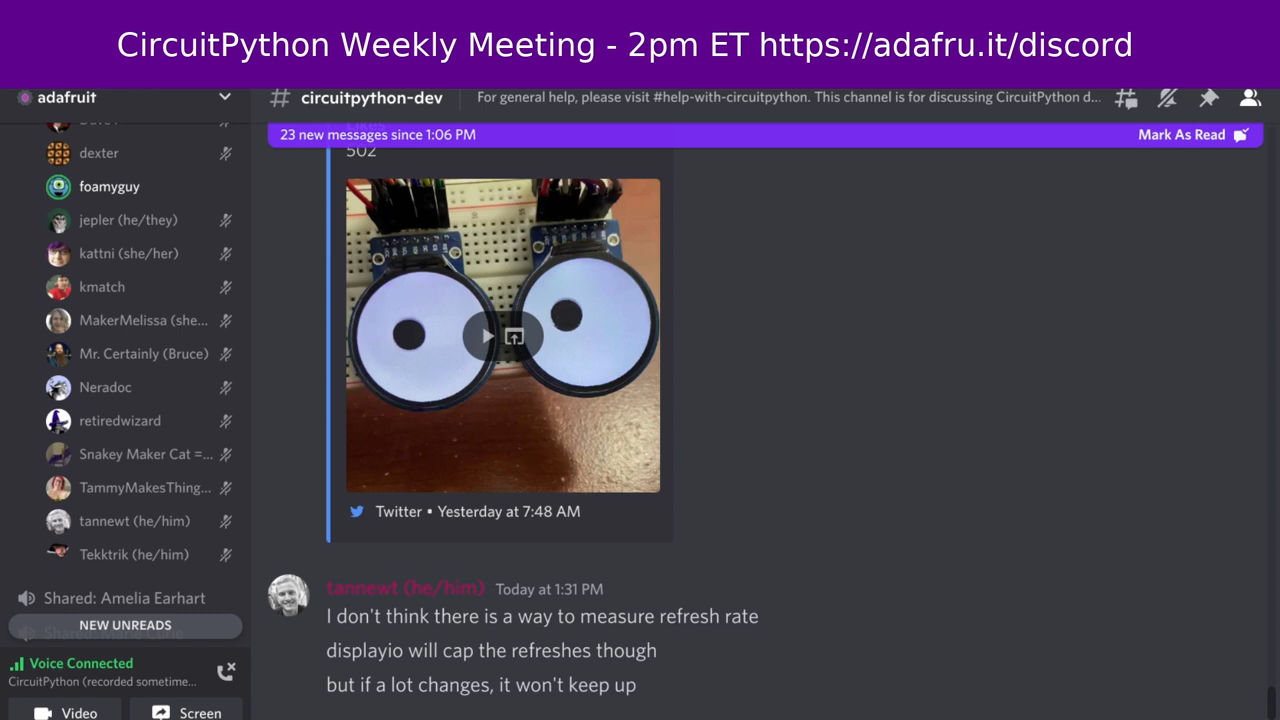 CircuitPython Weekly Meeting - 2pm ET https://adafru.it/discord
adafruit
# circuitpython-dev
For general help, please visit #help-with-circuitpython. This channel is for discussing CircuitPython d...
23 new messages since 1:06 PM
Mark As Read
502
dexter
foamyguy
jepler (he/they)
kattni (she/her)
kmatch
MakerMelissa (she...
Mr. Certainly (Bruce)
Neradoc
retiredwizard
Snakey Maker Cat =...
TammyMakesThing...
tannewt (he/him)
Tekktrik (he/him)
Shared: Amelia Earhart
NEW UNREADS
Voice Connected
CircuitPython (recorded sometime...
Video
Screen
Twitter • Yesterday at 7:48 AM
tannewt (he/him) Today at 1:31 PM
I don't think there is a way to measure refresh rate
displayio will cap the refreshes though
but if a lot changes, it won't keep up